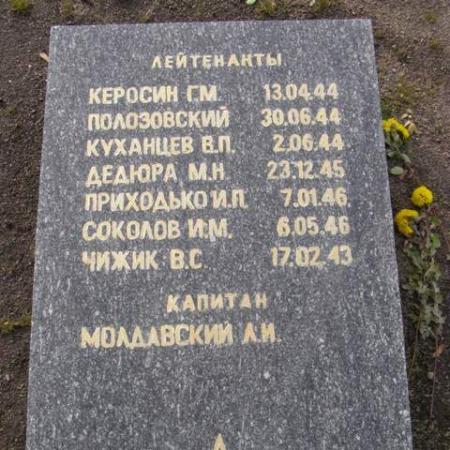 ЛЕЙТЕНАНТЫ
КЕРОСИН Г.М. 13.04.44
ПОЛОЗОВСКИЙ 30.06.44
КУХАНЦЕВ В.П. 2.06.44
ДЕДЮРА М.Н. 23.12.45
ПРИХОДЬКО И.П. 7.01.46
СОКОЛОВ И.М. 6.05.46
ЧИЖИК В.С. 17.02.43
КАПИТАН
МОЛДАВСКИЙ Л.И.